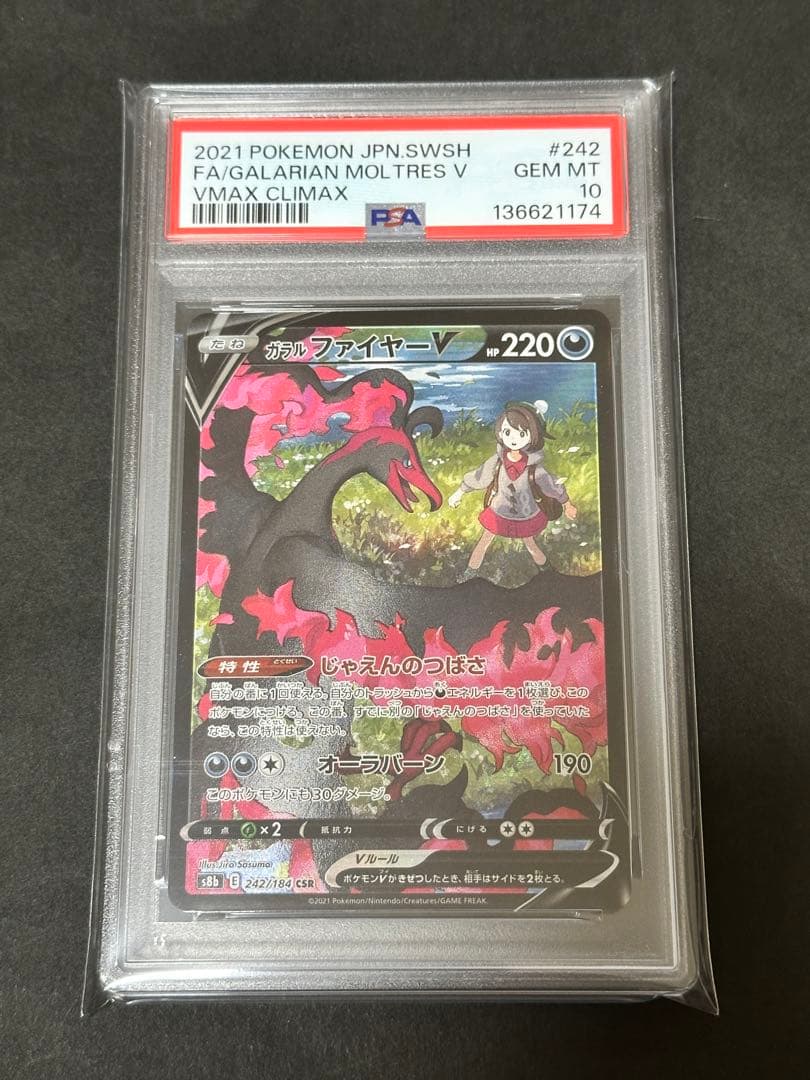 2021 POKEMON JPN.SWSH #242
FA/GALARIAN MOLTRES V GEM MT
VMAX CLIMAX 10
PSA 136621174
たね ガラル ファイヤーV HP 220
特性 とくせい じゃえんのつばさ
自分の番に1回使える。自分のトラッシュからエネルギーを1枚選び、この
ポケモンにつける。この番、すでに別の「じゃえんのつばさ」を使っていた
なら、この特性は使えない。
オーラバーン 190
このポケモンにも30ダメージ。
弱点 ×2 抵抗力 にげる
Vルール
ポケモンVがきぜつしたとき、相手はサイドを2枚とる。
Illus. Jiro Sasumo
s8b E 242/184 CSR
©2021 Pokémon/Nintendo/Creatures/GAME FREAK.